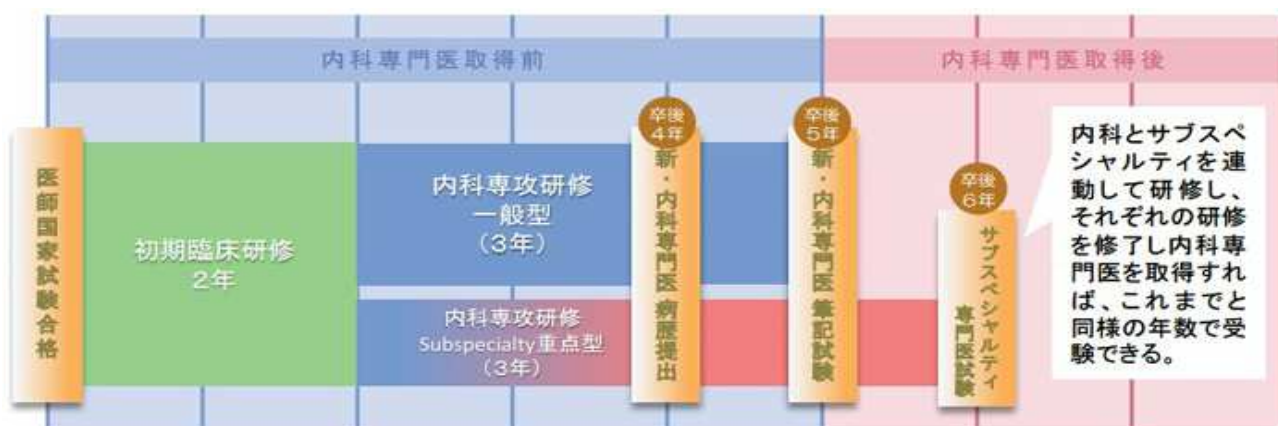 内科専門医取得前
内科専門医取得後
医師国家試験合格
初期臨床研修
2年
内科専攻研修
一般型
(3年)
内科専攻研修
Subspecialty重点型
(3年)
卒後
4年
新・内科専門医 病歴提出
卒後
5年
新・内科専門医 筆記試験
卒後
6年
サブスペシャルティ
専門医試験
内科とサブスペ
シャルティを連
動して研修し、
それぞれの研修
を修了し内科専
門医を取得すれ
ば、これまでと
同様の年数で受
験できる。